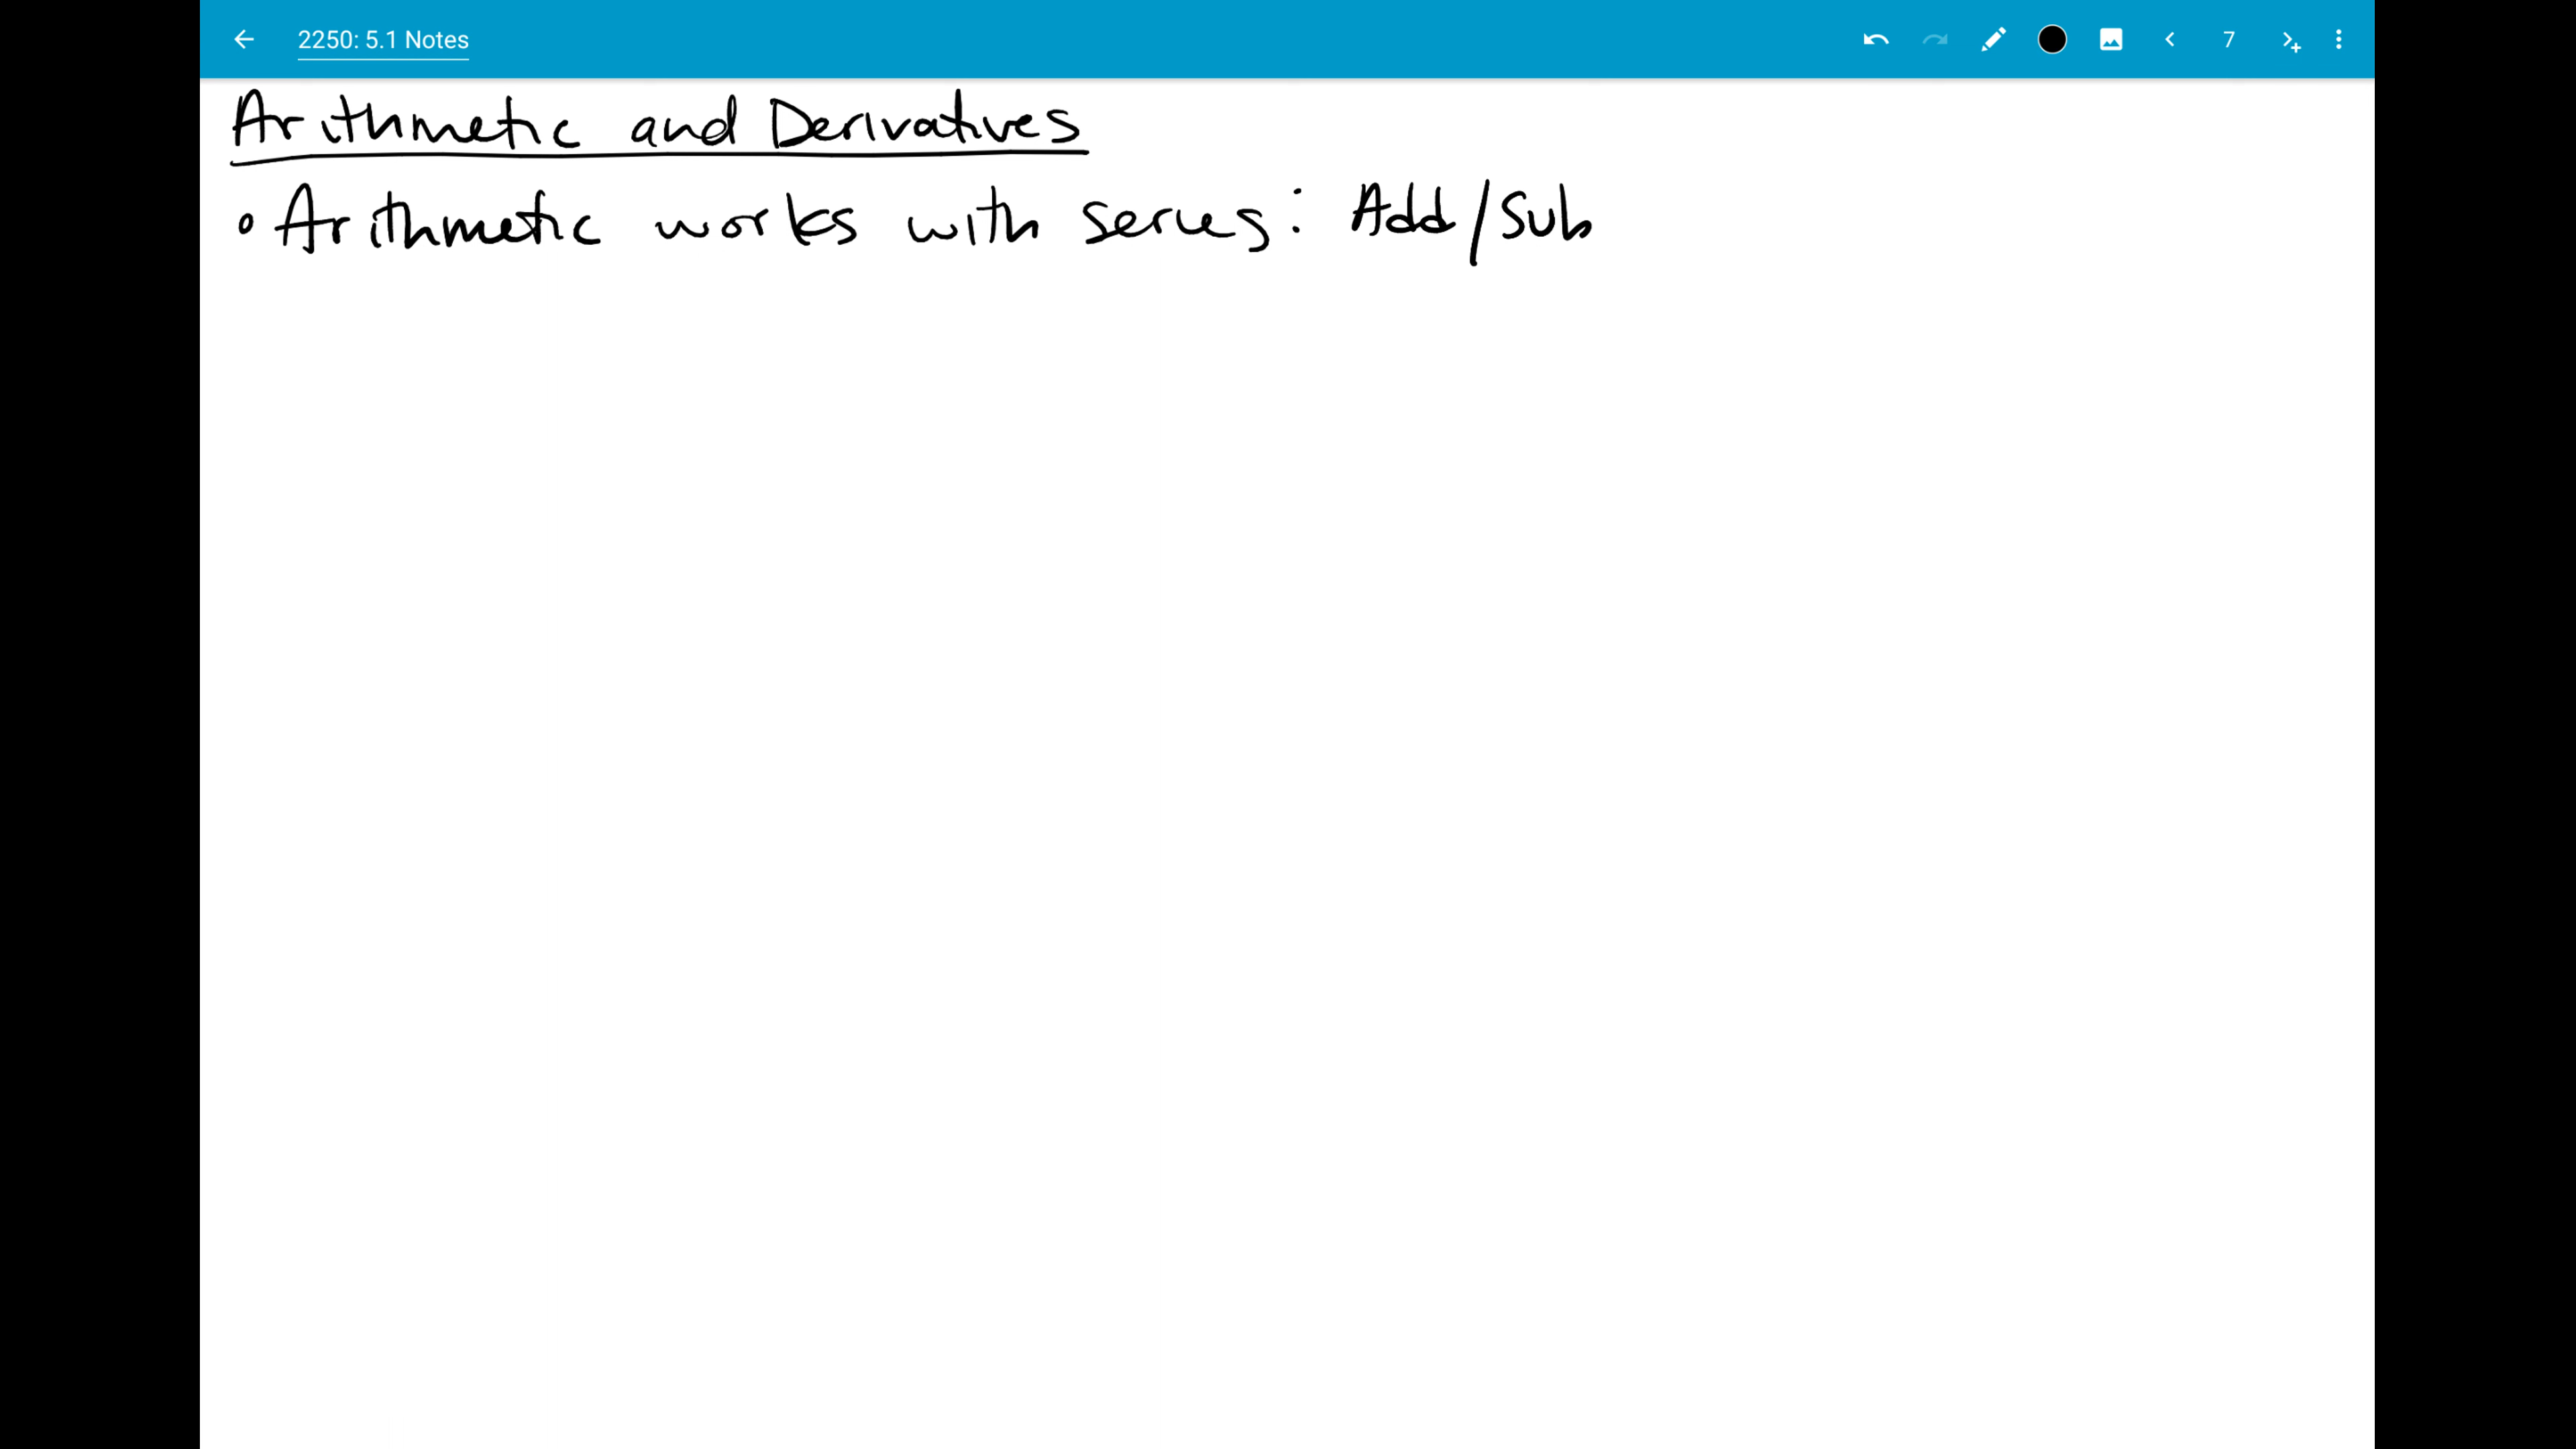 2250: 5.1 Notes
7
Arithmetic and Derivatives
• Arithmetic works with series: Add/Sub